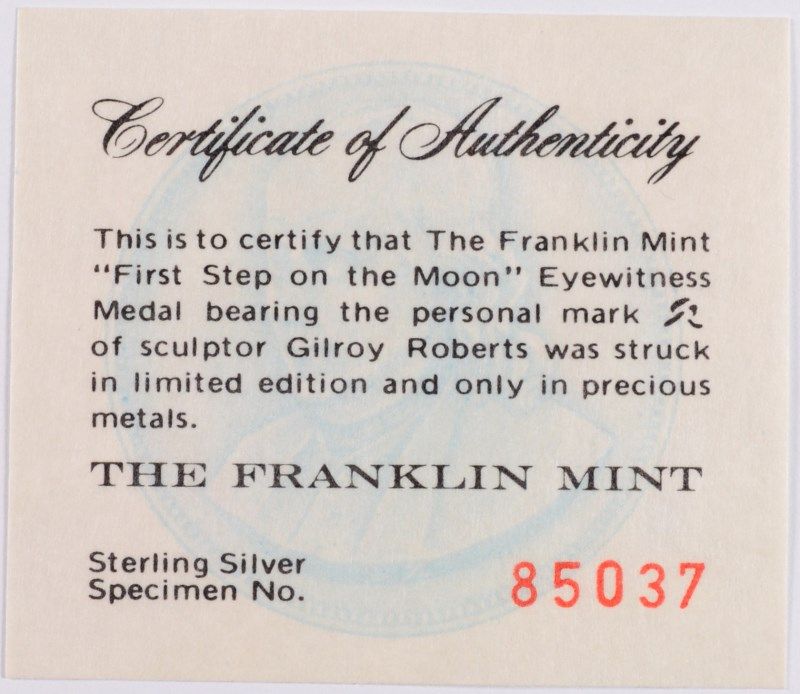 Certificate of Authenticity
This is to certify that The Franklin Mint
"First Step on the Moon" Eyewitness
Medal bearing the personal mark
of sculptor Gilroy Roberts was struck
in limited edition and only in precious
metals.
THE FRANKLIN MINT
Sterling Silver
Specimen No. 85037